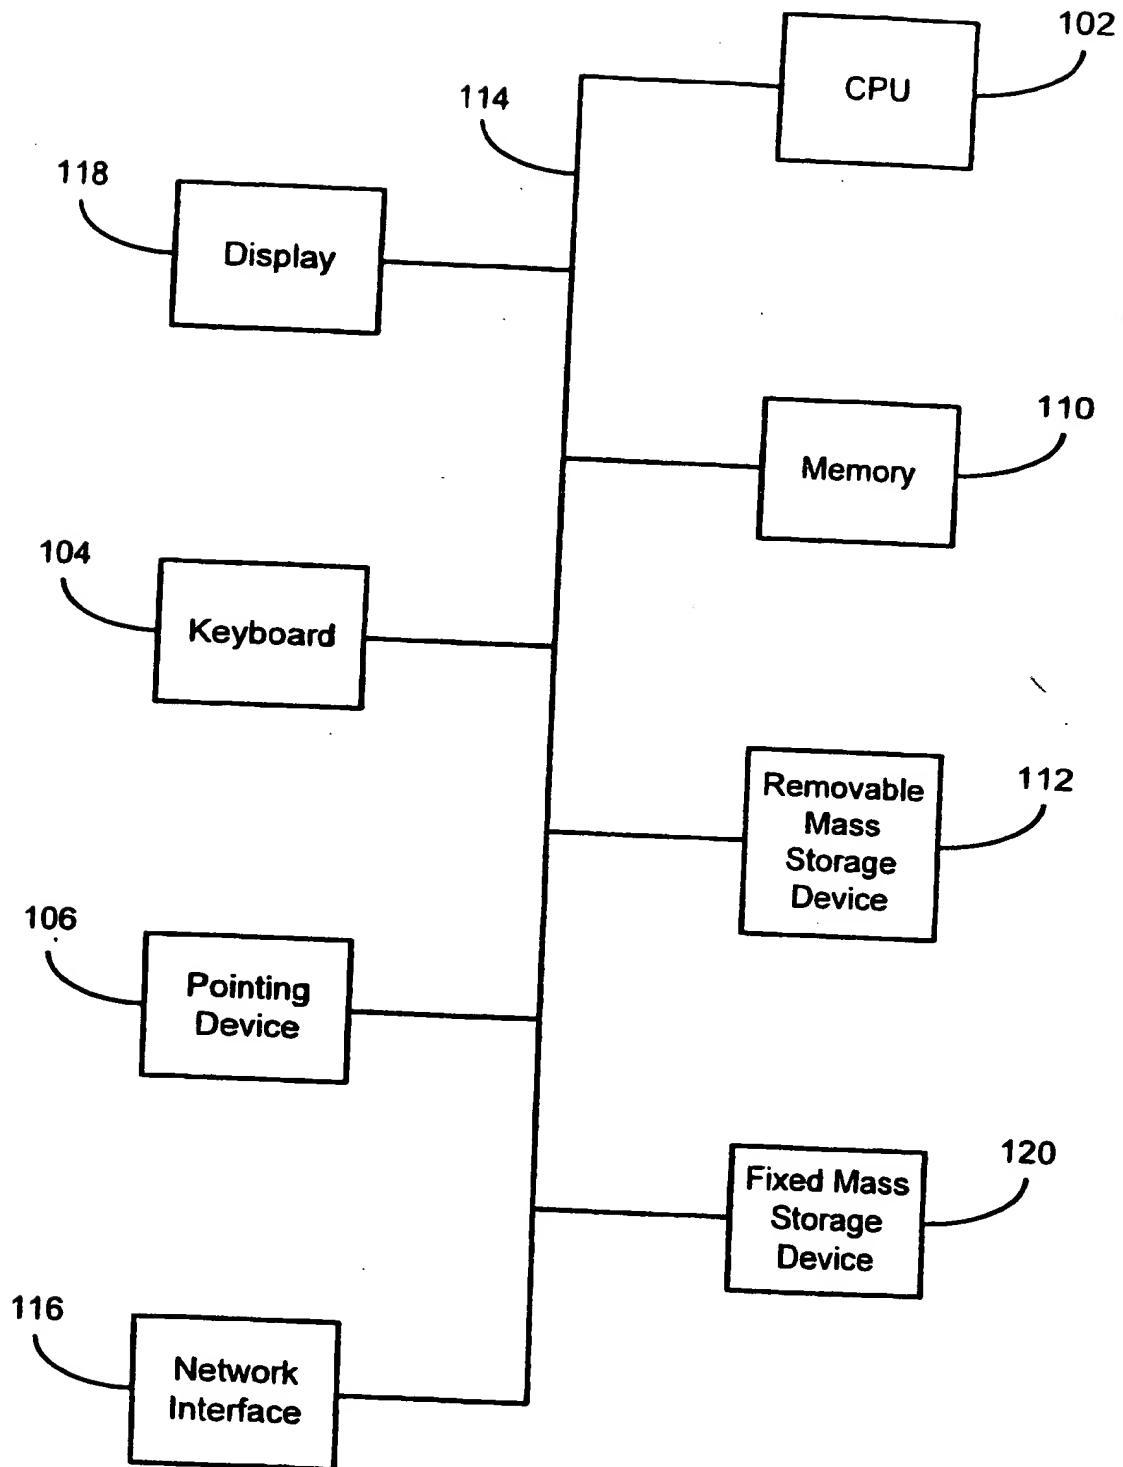 102
CPU
114
118
Display
110
Memory
104
Keyboard
112
Removable
Mass
Storage
Device
106
Pointing
Device
120
Fixed Mass
Storage
Device
116
Network
Interface